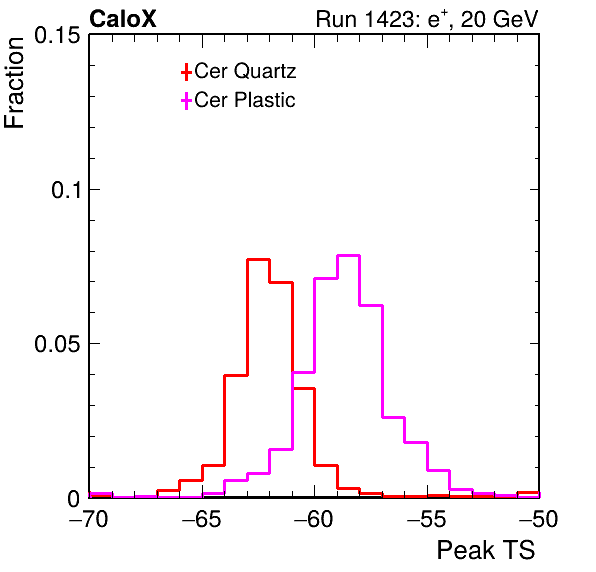 CaloX Run 1423: e+, 20 GeV
Fraction
0.15
0.1
0.05
0
Cer Quartz
Cer Plastic
−70 −65 −60 −55 −50
Peak TS